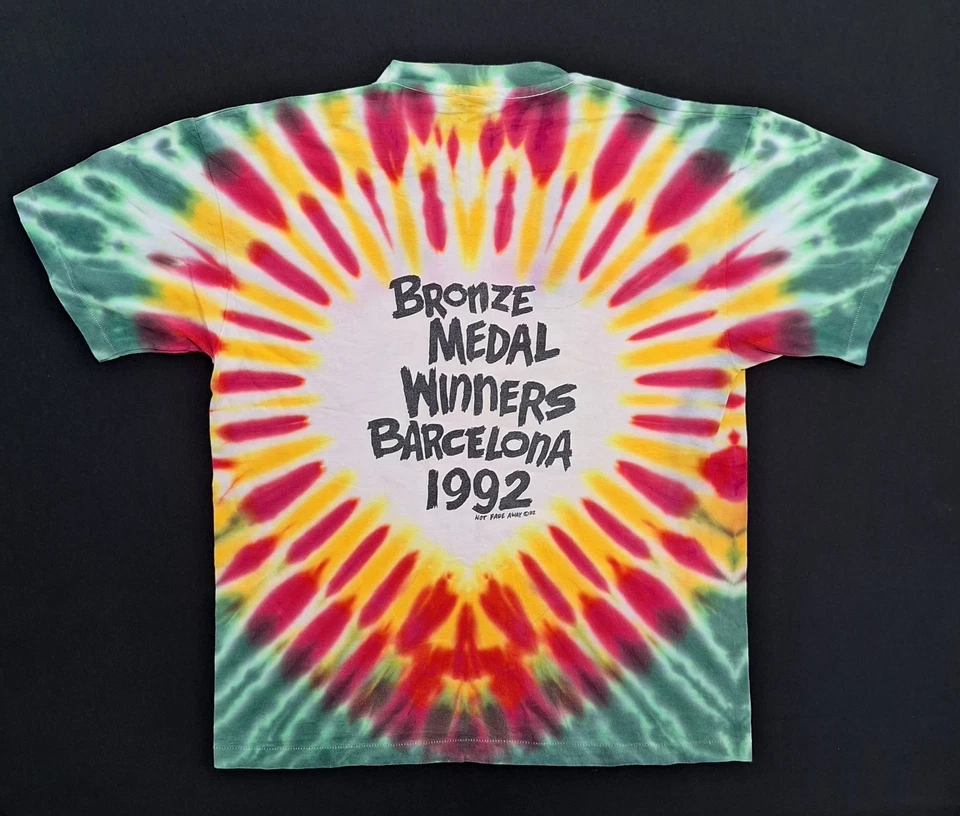 BRONZE
MEDAL
WINNERS
BARCELONA
1992
NOT FADE AWAY ©92